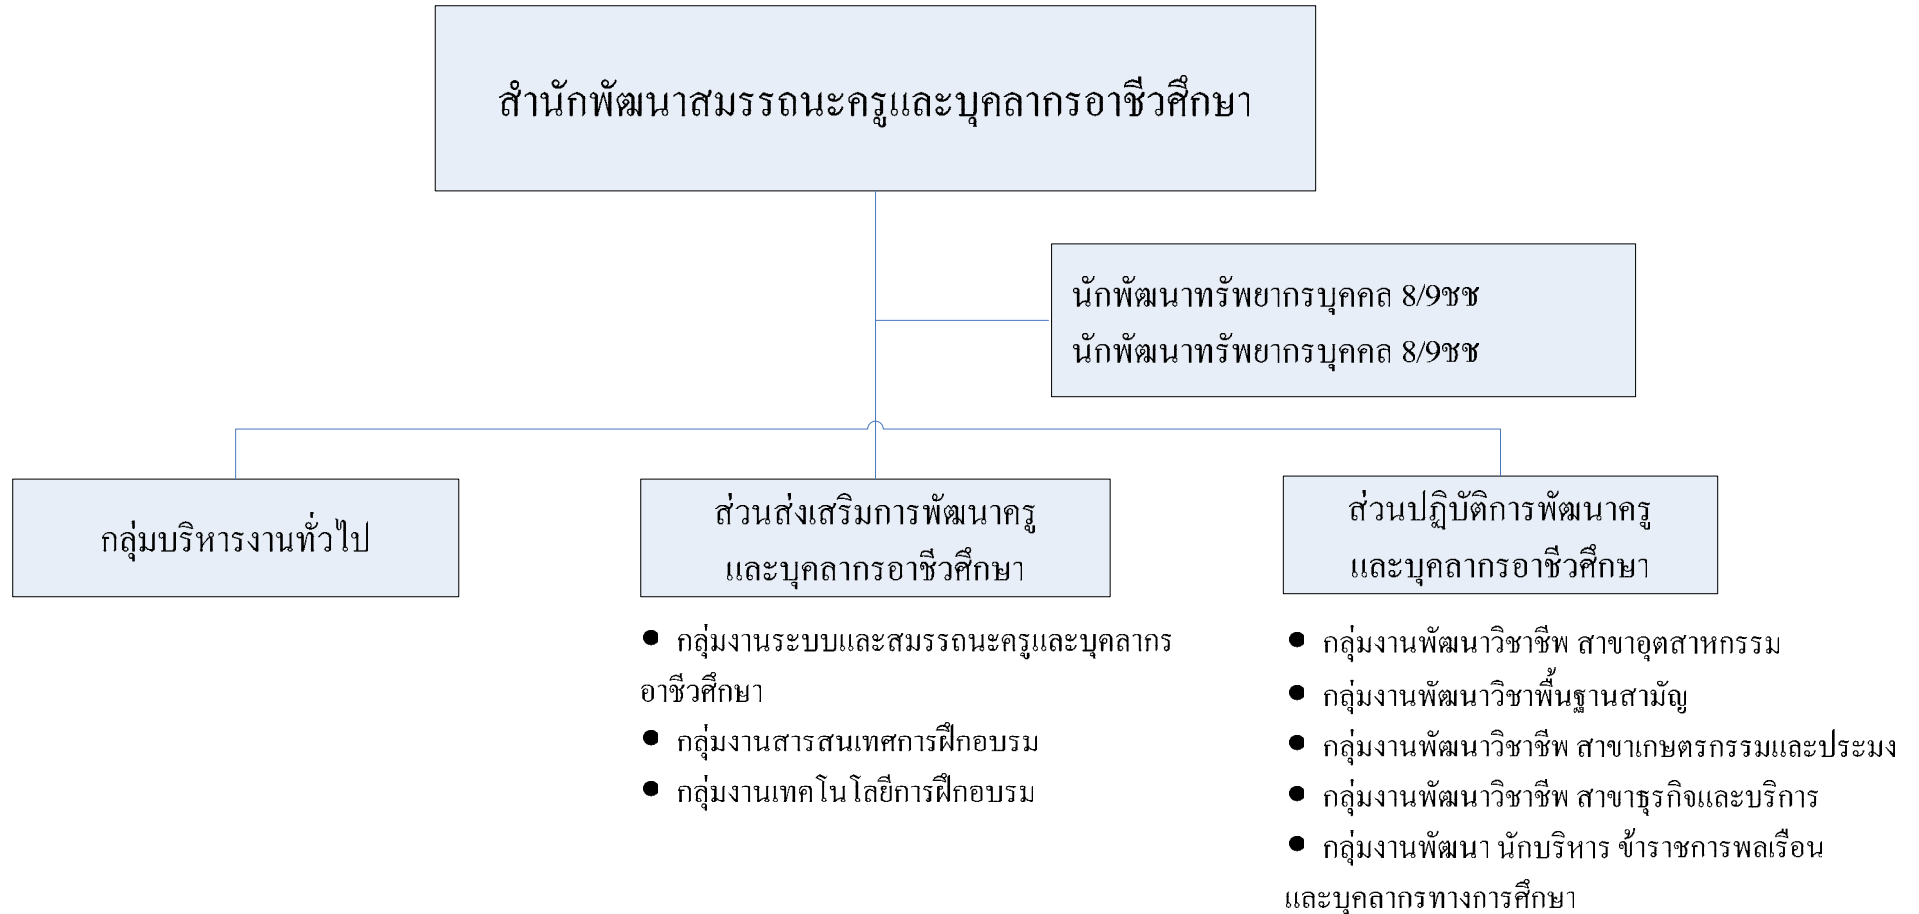 สำนักพัฒนาสมรรถนะครูและบุคลากรอาชีวศึกษา
นักพัฒนาทรัพยากรบุคคล 8/9ชช
นักพัฒนาทรัพยากรบุคคล 8/9ชช
กลุ่มบริหารงานทั่วไป
ส่วนส่งเสริมการพัฒนาครู
และบุคลากรอาชีวศึกษา
● กลุ่มงานระบบและสมรรถนะครูและบุคลากร
อาชีวศึกษา
● กลุ่มงานสารสนเทศการฝึกอบรม
● กลุ่มงานเทคโนโลยีการฝึกอบรม
ส่วนปฏิบัติการพัฒนาครู
และบุคลากรอาชีวศึกษา
● กลุ่มงานพัฒนาวิชาชีพ สาขาอุตสาหกรรม
● กลุ่มงานพัฒนาวิชาพื้นฐานสามัญ
● กลุ่มงานพัฒนาวิชาชีพ สาขาเกษตรกรรมและประมง
● กลุ่มงานพัฒนาวิชาชีพ สาขาธุรกิจและบริการ
● กลุ่มงานพัฒนา นักบริหาร ข้าราชการพลเรือน
และบุคลากรทางการศึกษา